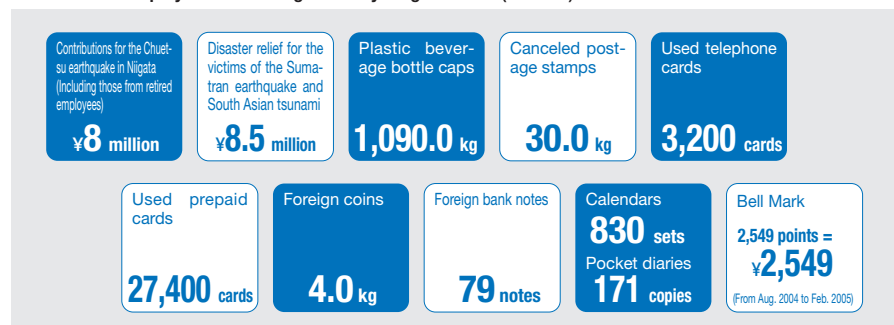 Contributions for the Chuet-
su earthquake in Niigata
(Including those from retired
employees)
¥8 million
Disaster relief for the
victims of the Suma-
tran earthquake and
South Asian tsunami
¥8.5 million
Plastic bever-
age bottle caps
1,090.0 kg
Canceled post-
age stamps
30.0 kg
Used telephone
cards
3,200 cards
Used prepaid
cards
27,400 cards
Foreign coins
4.0 kg
Foreign bank notes
79 notes
Calendars
830 sets
Pocket diaries
171 copies
Bell Mark
2,549 points =
¥2,549
(From Aug. 2004 to Feb. 2005)